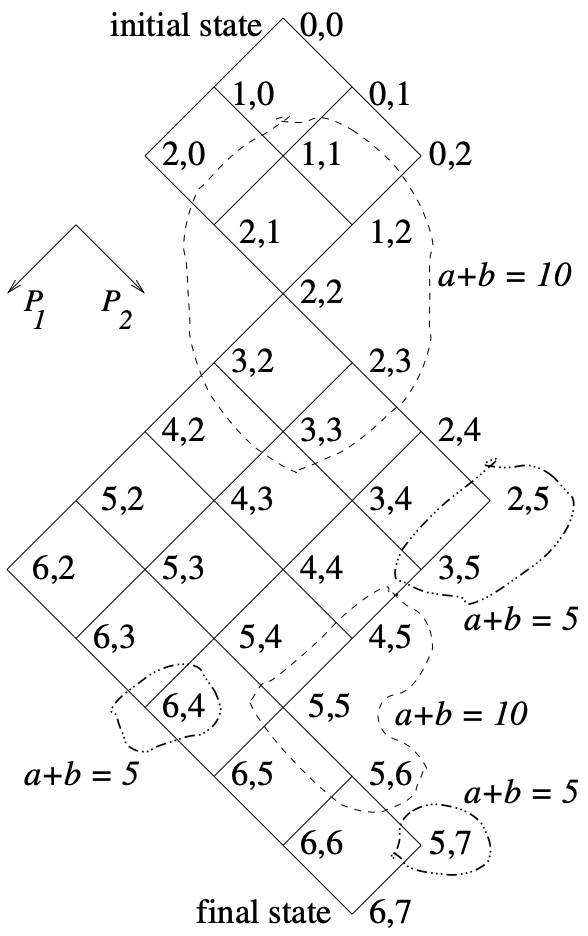 initial state 0,0
1,0 0,1
2,0 1,1 0,2
2,1 1,2
a+b = 10
P1 P2 2,2
3,2 2,3
4,2 3,3 2,4
5,2 4,3 3,4 2,5
6,2 5,3 4,4 3,5
a+b = 5
6,3 5,4 4,5
6,4 5,5 a+b = 10
a+b = 5 6,5 5,6
a+b = 5
6,6 5,7
final state 6,7